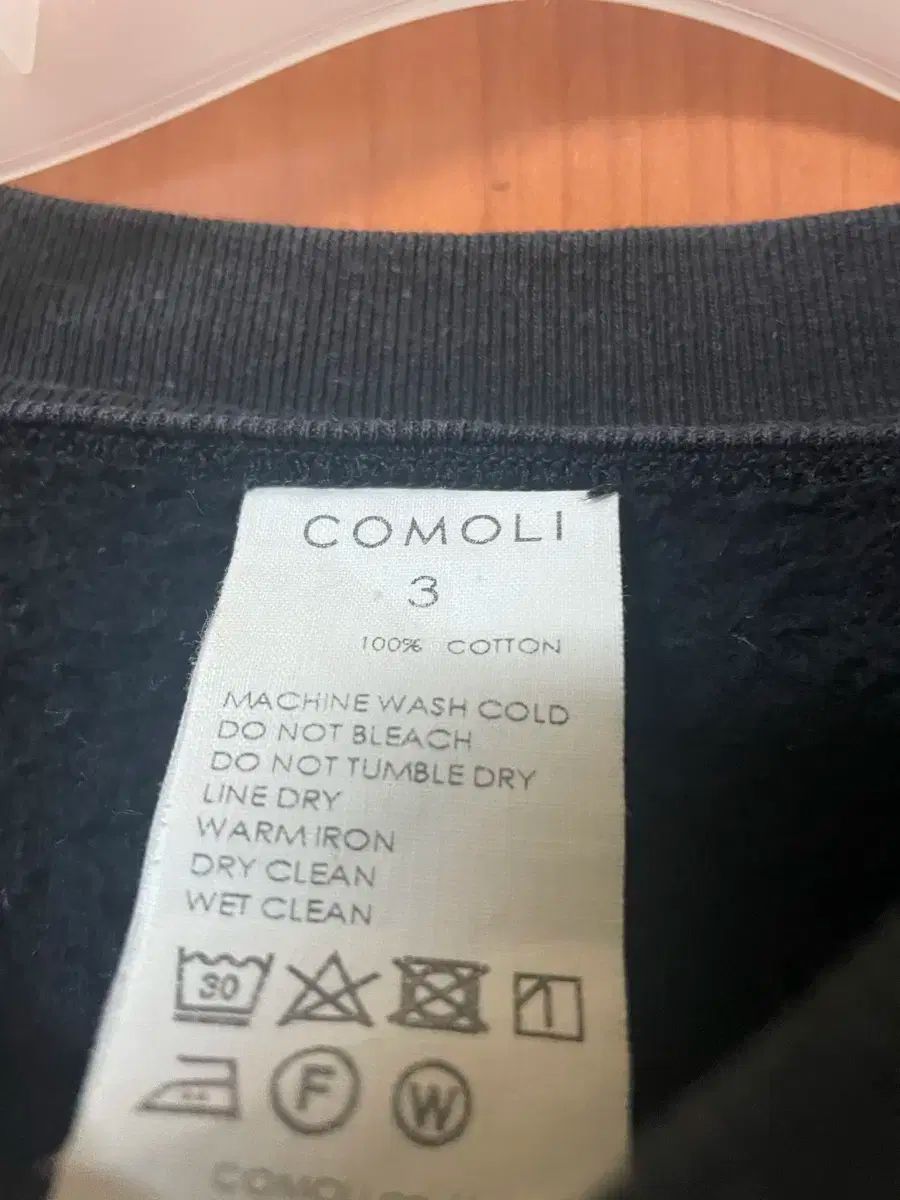 COMOLI
3
100% COTTON
MACHINE WASH COLD
DO NOT BLEACH
DO NOT TUMBLE DRY
LINE DRY
WARM IRON
DRY CLEAN
WET CLEAN
30
F W